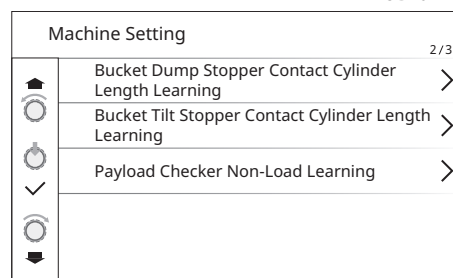 Machine Setting
2/3
Bucket Dump Stopper Contact Cylinder
Length Learning
Bucket Tilt Stopper Contact Cylinder Length
Learning
Payload Checker Non-Load Learning